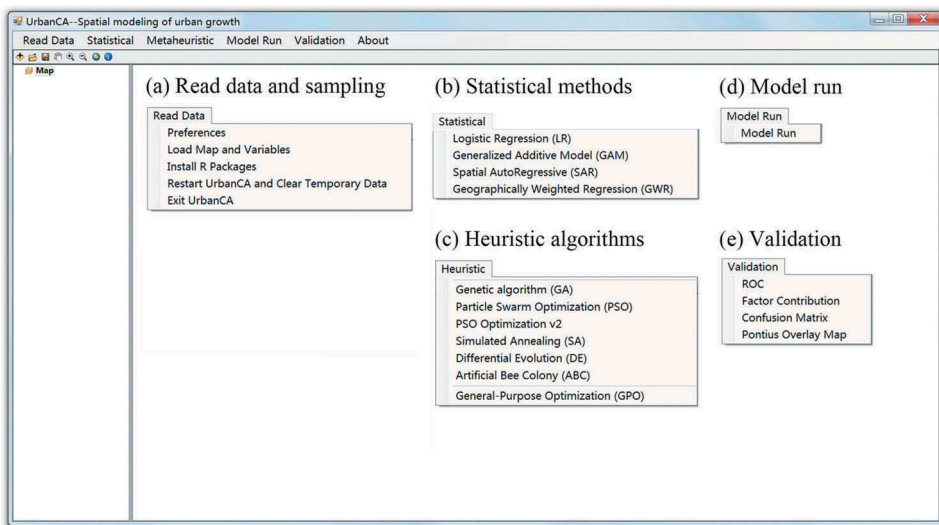 UrbanCA--Spatial modeling of urban growth
Read Data Statistical Metaheuristic Model Run Validation About
Map
(a) Read data and sampling
Read Data
Preferences
Load Map and Variables
Install R Packages
Restart UrbanCA and Clear Temporary Data
Exit UrbanCA
(b) Statistical methods
Statistical
Logistic Regression (LR)
Generalized Additive Model (GAM)
Spatial AutoRegressive (SAR)
Geographically Weighted Regression (GWR)
(c) Heuristic algorithms
Heuristic
Genetic algorithm (GA)
Particle Swarm Optimization (PSO)
PSO Optimization v2
Simulated Annealing (SA)
Differential Evolution (DE)
Artificial Bee Colony (ABC)
General-Purpose Optimization (GPO)
(d) Model run
Model Run
Model Run
(e) Validation
Validation
ROC
Factor Contribution
Confusion Matrix
Pontius Overlay Map